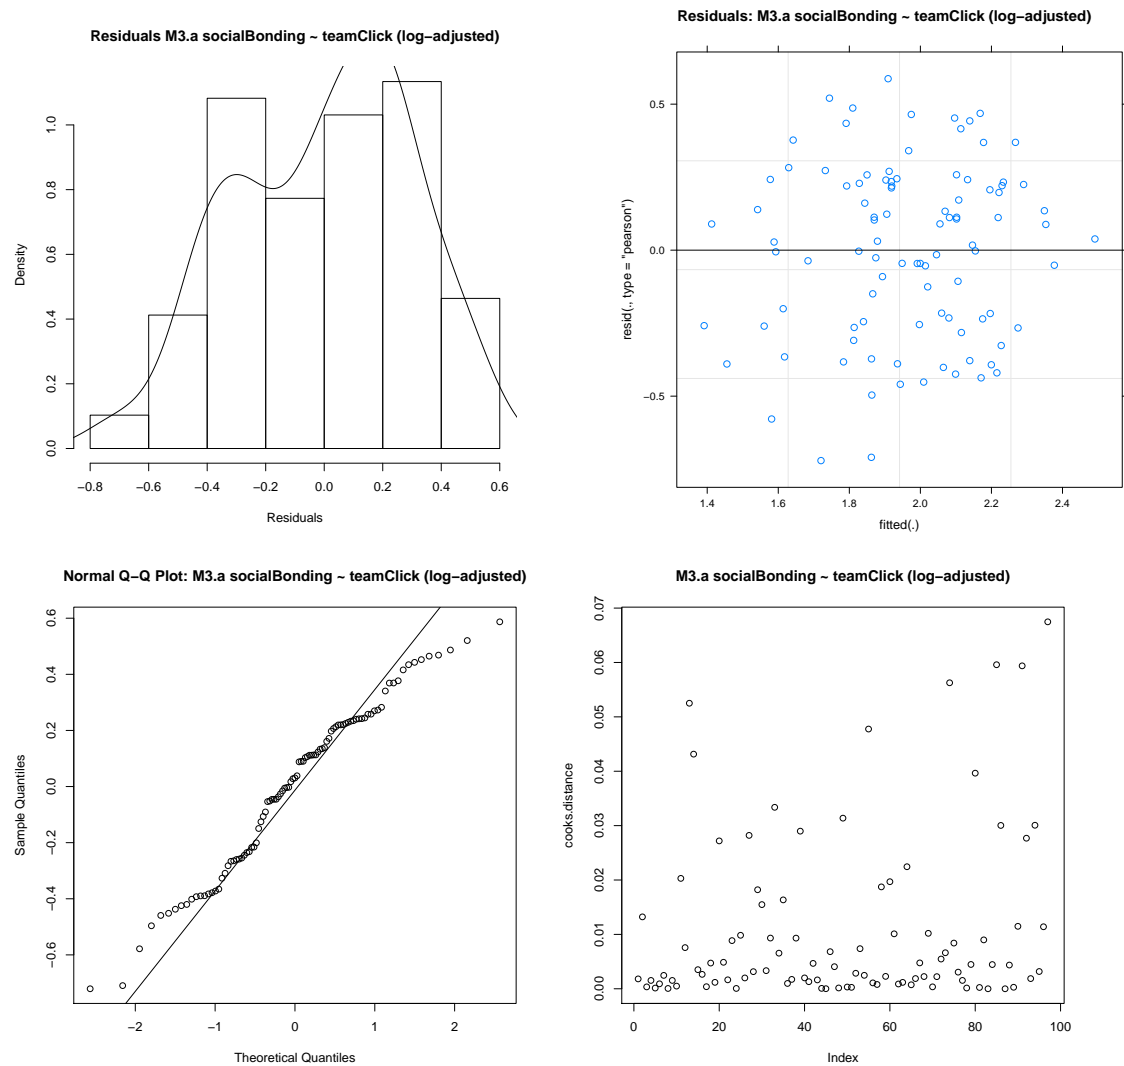 Residuals M3.a socialBonding ~ teamClick (log−adjusted)
Density
0.0 0.2 0.4 0.6 0.8 1.0
−0.8 −0.6 −0.4 −0.2 0.0 0.2 0.4 0.6
Residuals
Residuals: M3.a socialBonding ~ teamClick (log−adjusted)
resid(., type = "pearson")
0.5
0.0
−0.5
1.4 1.6 1.8 2.0 2.2 2.4
fitted(.)
Normal Q−Q Plot: M3.a socialBonding ~ teamClick (log−adjusted)
Sample Quantiles
−0.6 −0.4 −0.2 0.0 0.2 0.4 0.6
−2 −1 0 1 2
Theoretical Quantiles
M3.a socialBonding ~ teamClick (log−adjusted)
cooks.distance
0.00 0.01 0.02 0.03 0.04 0.05 0.06 0.07
0 20 40 60 80 100
Index